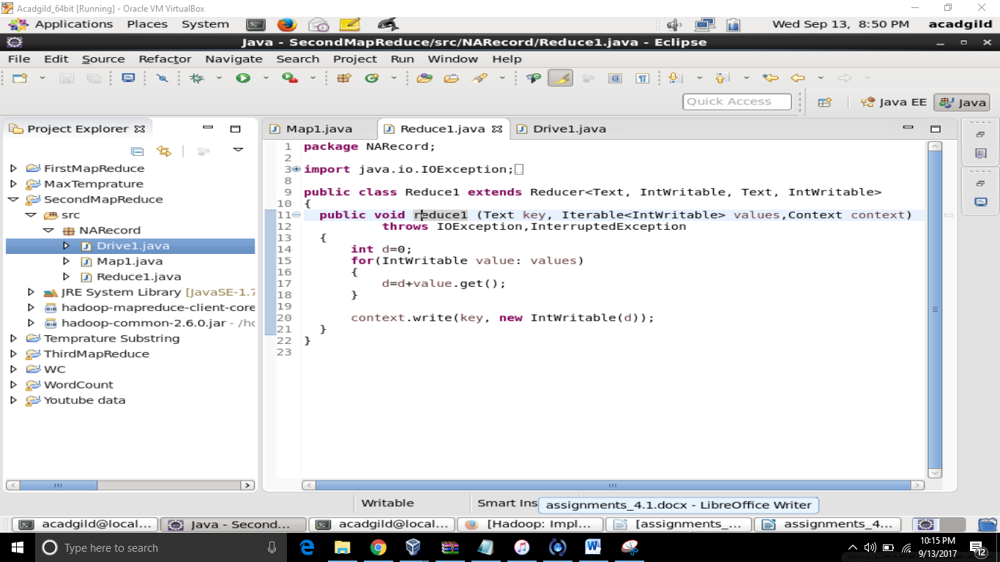 Acadgild_64bit [Running] - Oracle VM VirtualBox
Applications Places System Wed Sep 13, 8:50 PM acadgild
Java - SecondMapReduce/src/NARecord/Reduce1.java - Eclipse
File Edit Source Refactor Navigate Search Project Run Window Help
Quick Access Java EE Java
Project Explorer
Map1.java Reduce1.java Drive1.java
FirstMapReduce
MaxTemprature
SecondMapReduce
src
NARecord
Drive1.java
Map1.java
Reduce1.java
JRE System Library [JavaSE-1.7
hadoop-mapreduce-client-core
hadoop-common-2.6.0.jar - /ho
Temprature Substring
ThirdMapReduce
WC
WordCount
Youtube data
1 package NARecord;
2
3 import java.io.IOException;
8
9 public class Reduce1 extends Reducer<Text, IntWritable, Text, IntWritable>
10 {
11 public void reduce1 (Text key, Iterable<IntWritable> values,Context context)
12 throws IOException,InterruptedException
13 {
14 int d=0;
15 for(IntWritable value: values)
16 {
17 d=d+value.get();
18 }
19
20 context.write(key, new IntWritable(d));
21 }
22 }
23
Writable Smart Ins
assignments_4.1.docx - LibreOffice Writer
acadgild@local... Java - Second... acadgild@local... [Hadoop: Impl... [assignments_... assignments_4...
Type here to search
10:15 PM
9/13/2017
12